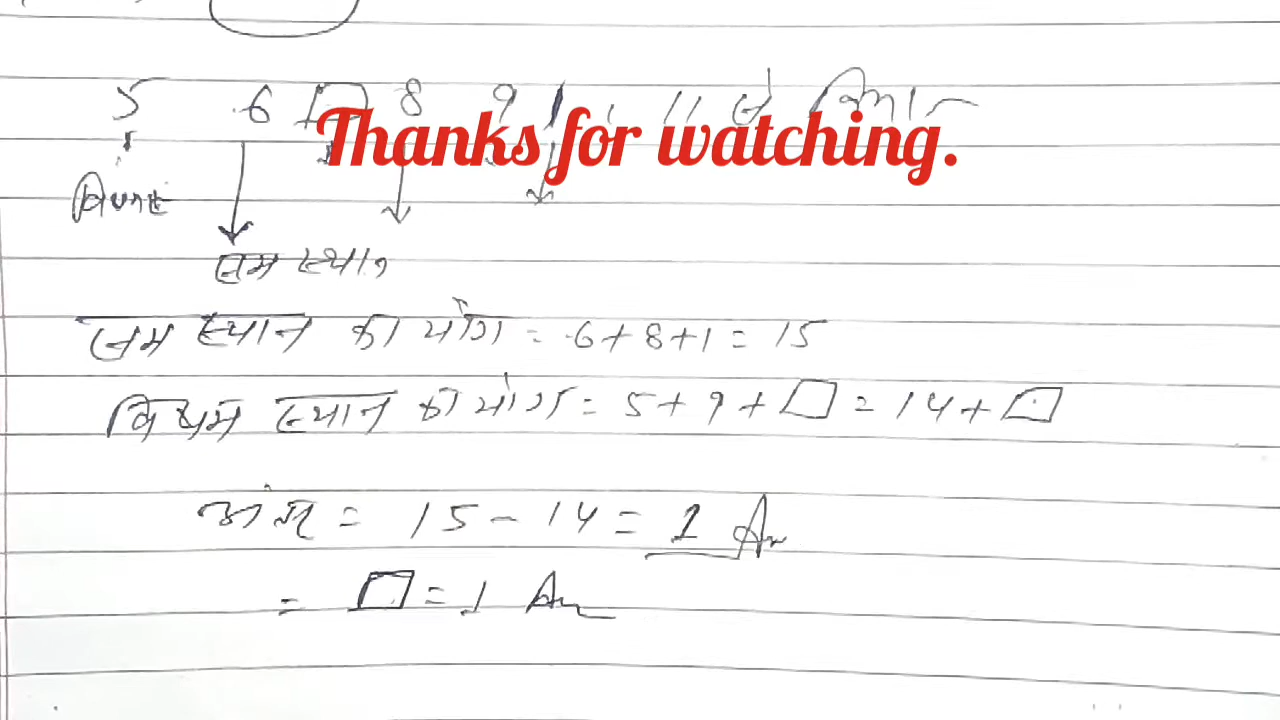 5 6 □ 8 9 1, 11 से
Thanks for watching.
विषम
सम स्थान
सम स्थान का योग = 6+8+1 = 15
विषम स्थान का योग = 5+9+□ = 14+□
अंतर = 15 - 14 = 1 An
= □ = 1 An